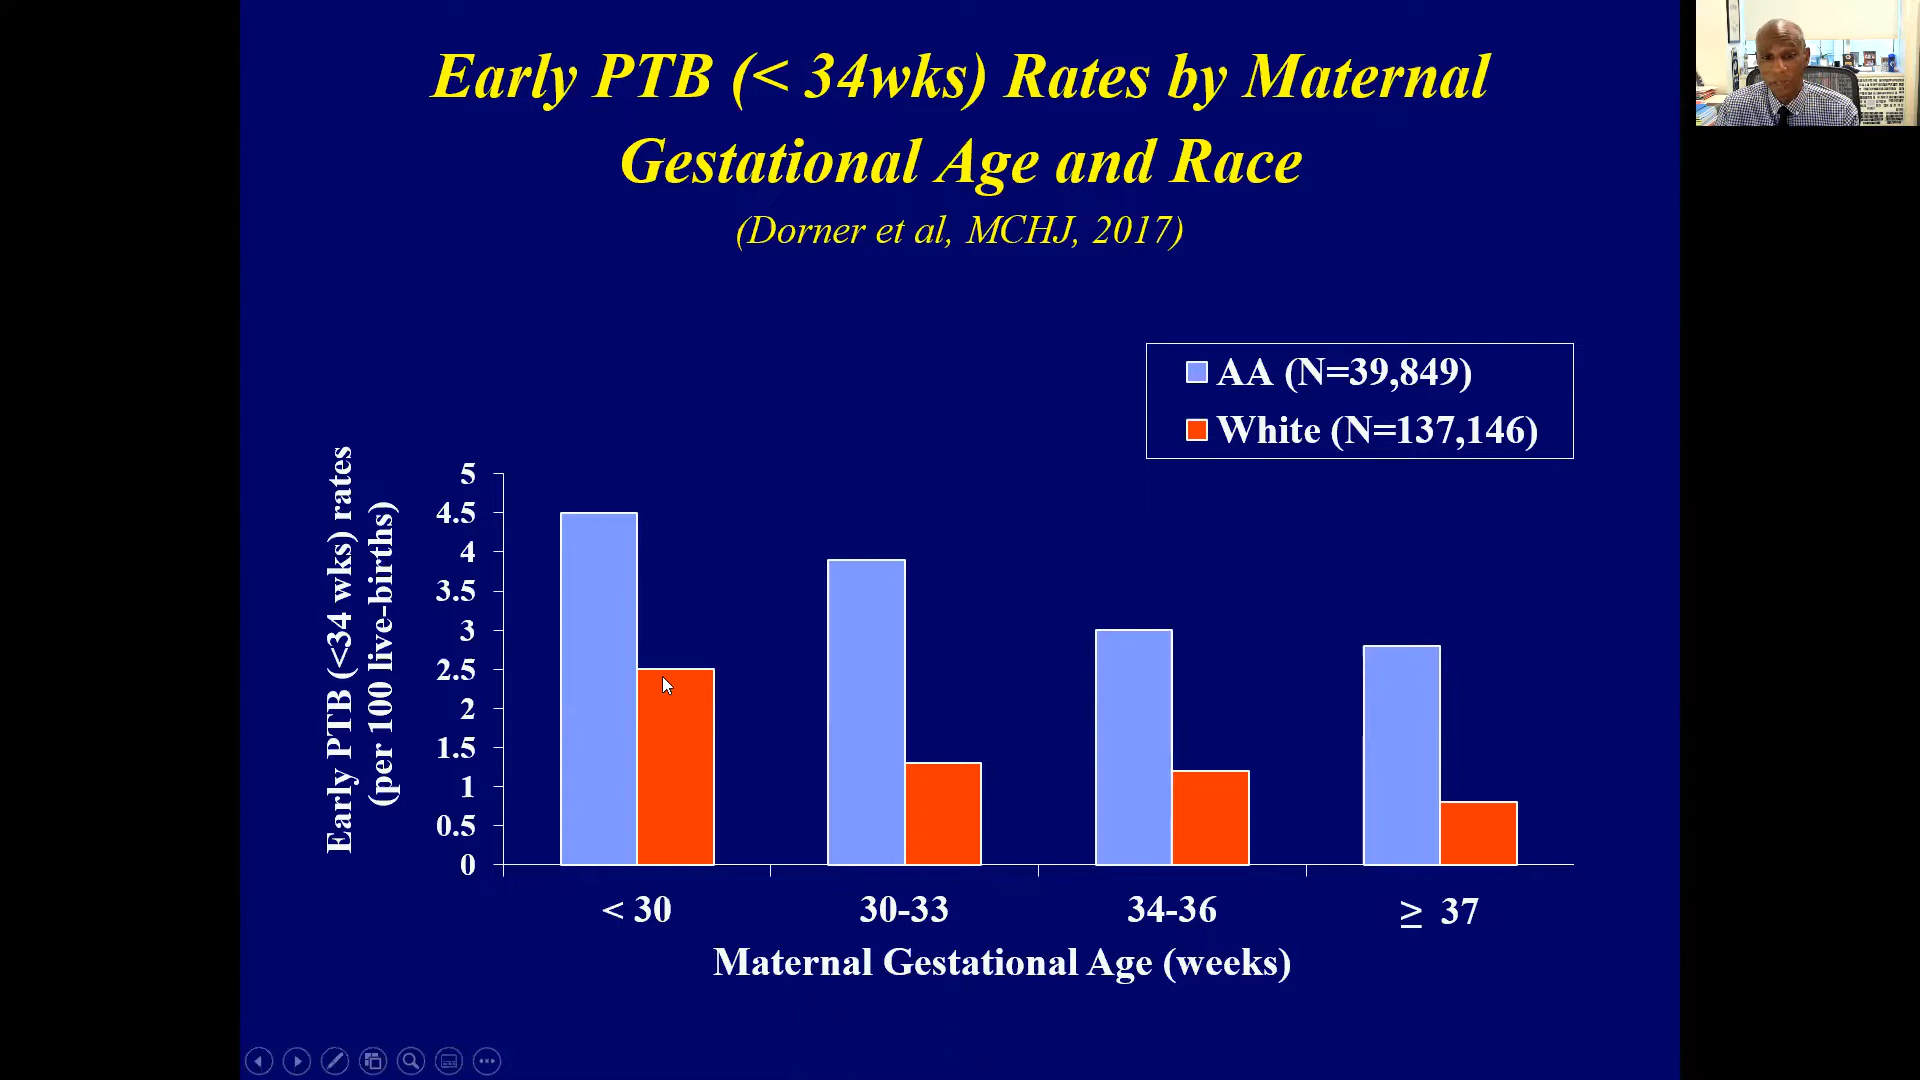 Early PTB (< 34wks) Rates by Maternal
Gestational Age and Race
(Dorner et al, MCHJ, 2017)
AA (N=39,849)
White (N=137,146)
Early PTB (<34 wks) rates
(per 100 live-births)
5
4.5
4
3.5
3
2.5
2
1.5
1
0.5
0
< 30
30-33
34-36
≥ 37
Maternal Gestational Age (weeks)